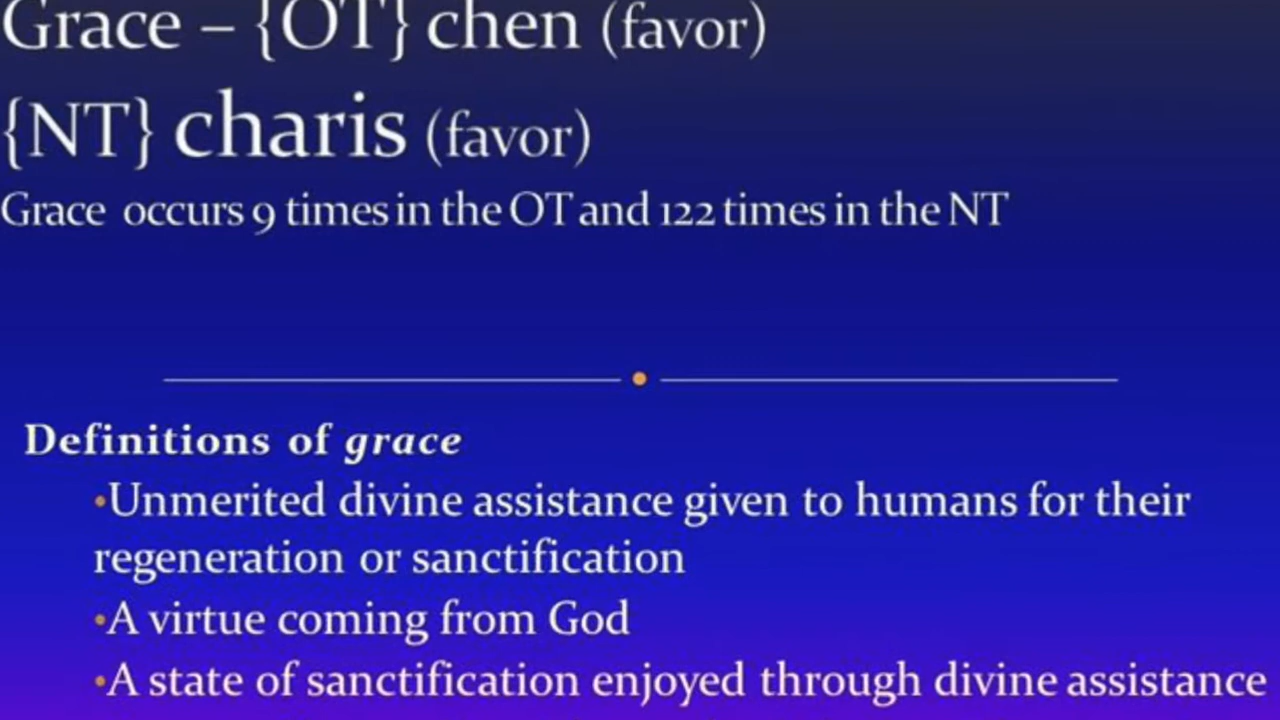 Grace – {OT} chen (favor)
{NT} charis (favor)
Grace occurs 9 times in the OT and 122 times in the NT
Definitions of grace
•Unmerited divine assistance given to humans for their
regeneration or sanctification
•A virtue coming from God
•A state of sanctification enjoyed through divine assistance